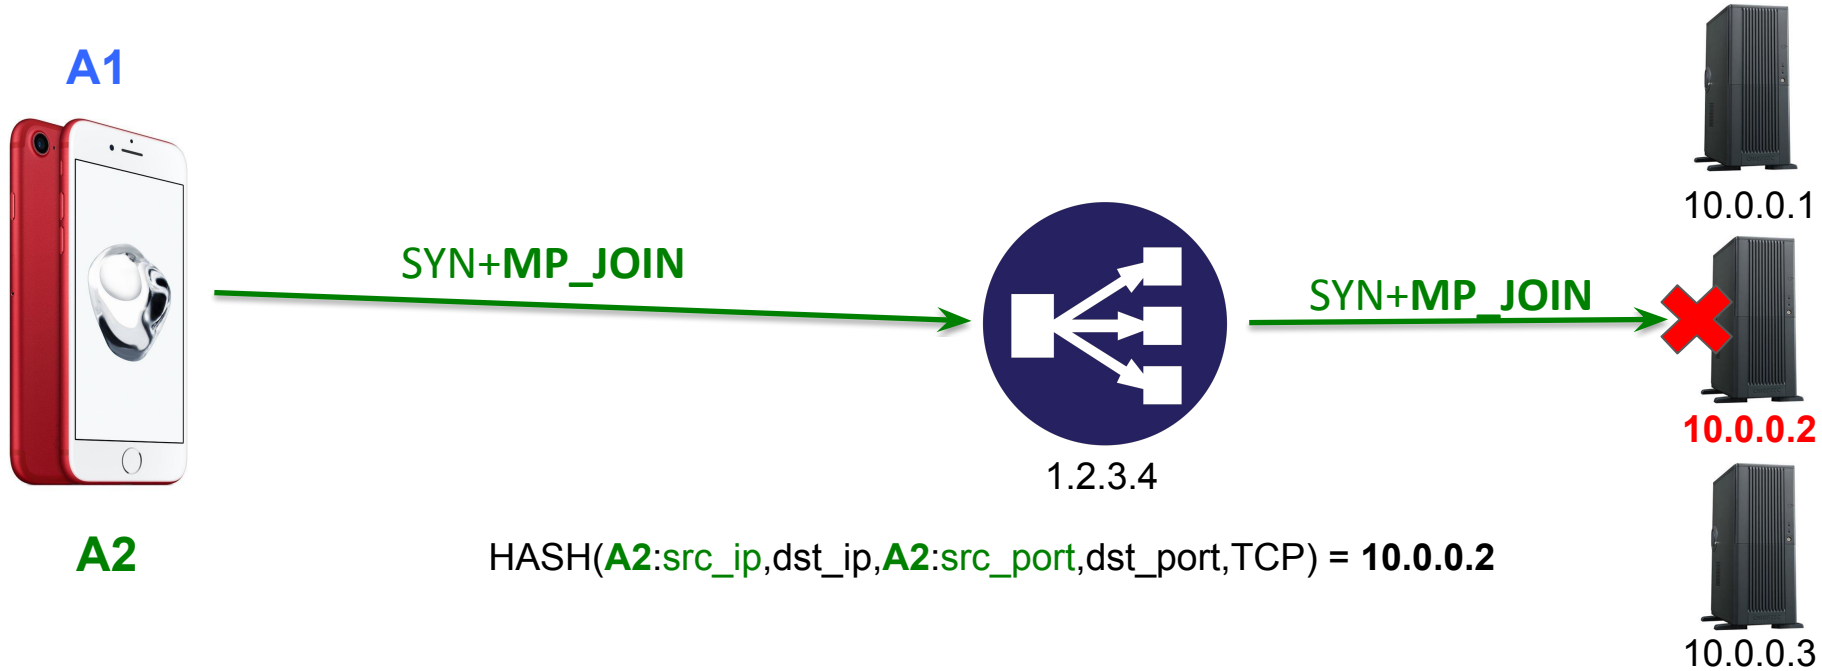 A1
10.0.0.1
SYN+MP_JOIN
SYN+MP_JOIN
10.0.0.2
1.2.3.4
A2
HASH(A2:src_ip,dst_ip,A2:src_port,dst_port,TCP) = 10.0.0.2
10.0.0.3